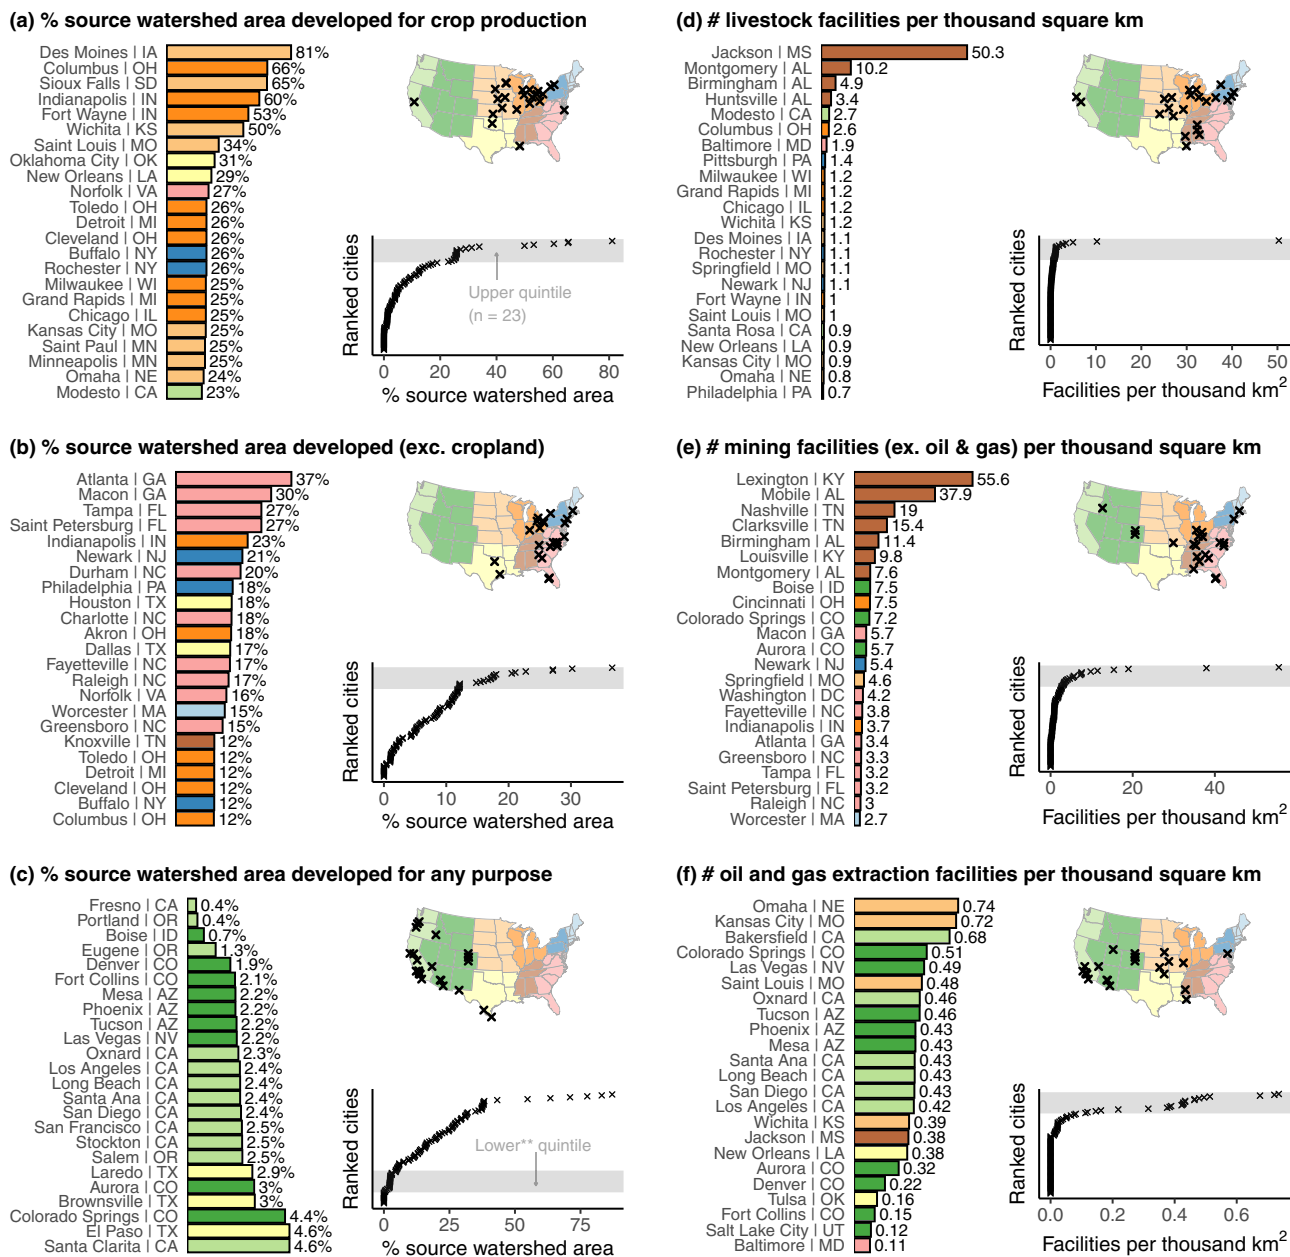 (a) % source watershed area developed for crop production
Des Moines | IA 81%
Columbus | OH 66%
Sioux Falls | SD 65%
Indianapolis | IN 60%
Fort Wayne | IN 53%
Wichita | KS 50%
Saint Louis | MO 34%
Oklahoma City | OK 31%
New Orleans | LA 29%
Norfolk | VA 27%
Toledo | OH 26%
Detroit | MI 26%
Cleveland | OH 26%
Buffalo | NY 26%
Rochester | NY 26%
Milwaukee | WI 25%
Grand Rapids | MI 25%
Chicago | IL 25%
Kansas City | MO 25%
Saint Paul | MN 25%
Minneapolis | MN 25%
Omaha | NE 24%
Modesto | CA 23%
Ranked cities
Upper quintile
(n = 23)
0 20 40 60 80
% source watershed area
(b) % source watershed area developed (exc. cropland)
Atlanta | GA 37%
Macon | GA 30%
Tampa | FL 27%
Saint Petersburg | FL 27%
Indianapolis | IN 23%
Newark | NJ 21%
Durham | NC 20%
Philadelphia | PA 18%
Houston | TX 18%
Charlotte | NC 18%
Akron | OH 18%
Dallas | TX 17%
Fayetteville | NC 17%
Raleigh | NC 17%
Norfolk | VA 16%
Worcester | MA 15%
Greensboro | NC 15%
Knoxville | TN 12%
Toledo | OH 12%
Detroit | MI 12%
Cleveland | OH 12%
Buffalo | NY 12%
Columbus | OH 12%
Ranked cities
0 10 20 30
% source watershed area
(c) % source watershed area developed for any purpose
Fresno | CA 0.4%
Portland | OR 0.4%
Boise | ID 0.7%
Eugene | OR 1.3%
Denver | CO 1.9%
Fort Collins | CO 2.1%
Mesa | AZ 2.2%
Phoenix | AZ 2.2%
Tucson | AZ 2.2%
Las Vegas | NV 2.2%
Oxnard | CA 2.3%
Los Angeles | CA 2.4%
Long Beach | CA 2.4%
Santa Ana | CA 2.4%
San Diego | CA 2.4%
San Francisco | CA 2.5%
Stockton | CA 2.5%
Salem | OR 2.5%
Laredo | TX 2.9%
Aurora | CO 3%
Brownsville | TX 3%
Colorado Springs | CO 4.4%
El Paso | TX 4.6%
Santa Clarita | CA 4.6%
Ranked cities
Lower** quintile
0 25 50 75
% source watershed area
(d) # livestock facilities per thousand square km
Jackson | MS 50.3
Montgomery | AL 10.2
Birmingham | AL 4.9
Huntsville | AL 3.4
Modesto | CA 2.7
Columbus | OH 2.6
Baltimore | MD 1.9
Pittsburgh | PA 1.4
Milwaukee | WI 1.2
Grand Rapids | MI 1.2
Chicago | IL 1.2
Wichita | KS 1.2
Des Moines | IA 1.1
Rochester | NY 1.1
Springfield | MO 1.1
Newark | NJ 1.1
Fort Wayne | IN 1
Saint Louis | MO 1
Santa Rosa | CA 0.9
New Orleans | LA 0.9
Kansas City | MO 0.9
Omaha | NE 0.8
Philadelphia | PA 0.7
Ranked cities
0 10 20 30 40 50
Facilities per thousand km2
(e) # mining facilities (ex. oil & gas) per thousand square km
Lexington | KY 55.6
Mobile | AL 37.9
Nashville | TN 19
Clarksville | TN 15.4
Birmingham | AL 11.4
Louisville | KY 9.8
Montgomery | AL 7.6
Boise | ID 7.5
Cincinnati | OH 7.5
Colorado Springs | CO 7.2
Macon | GA 5.7
Aurora | CO 5.7
Newark | NJ 5.4
Springfield | MO 4.6
Washington | DC 4.2
Fayetteville | NC 3.8
Indianapolis | IN 3.7
Atlanta | GA 3.4
Greensboro | NC 3.3
Tampa | FL 3.2
Saint Petersburg | FL 3.2
Raleigh | NC 3
Worcester | MA 2.7
Ranked cities
0 20 40
Facilities per thousand km2
(f) # oil and gas extraction facilities per thousand square km
Omaha | NE 0.74
Kansas City | MO 0.72
Bakersfield | CA 0.68
Colorado Springs | CO 0.51
Las Vegas | NV 0.49
Saint Louis | MO 0.48
Oxnard | CA 0.46
Tucson | AZ 0.46
Phoenix | AZ 0.43
Mesa | AZ 0.43
Santa Ana | CA 0.43
Long Beach | CA 0.43
San Diego | CA 0.43
Los Angeles | CA 0.42
Wichita | KS 0.39
Jackson | MS 0.38
New Orleans | LA 0.38
Aurora | CO 0.32
Denver | CO 0.22
Tulsa | OK 0.16
Fort Collins | CO 0.15
Salt Lake City | UT 0.12
Baltimore | MD 0.11
Ranked cities
0.0 0.2 0.4 0.6
Facilities per thousand km2